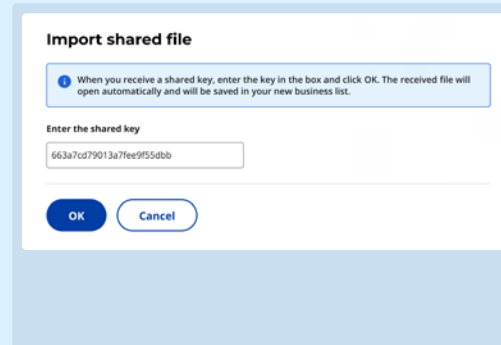 Import shared file
When you receive a shared key, enter the key in the box and click OK. The received file will
open automatically and will be saved in your new business list.
Enter the shared key
663a7cd79013a7fee9f55dbb
OK Cancel